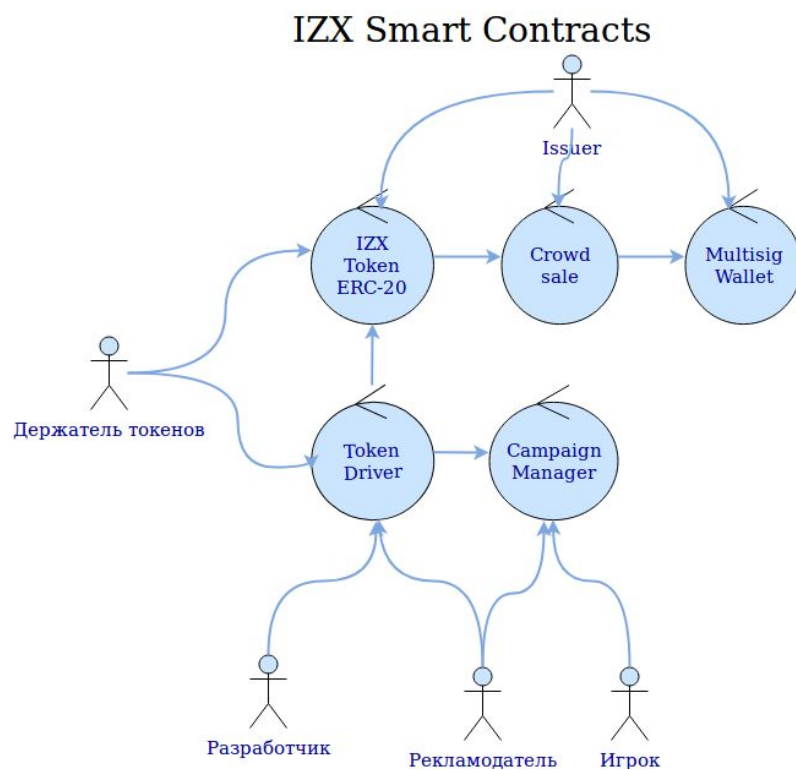 IZX Smart Contracts
Issuer
IZX
Token
ERC-20
Crowd
sale
Multisig
Wallet
Держатель токенов
Token
Driver
Campaign
Manager
Разработчик
Рекламодатель
Игрок